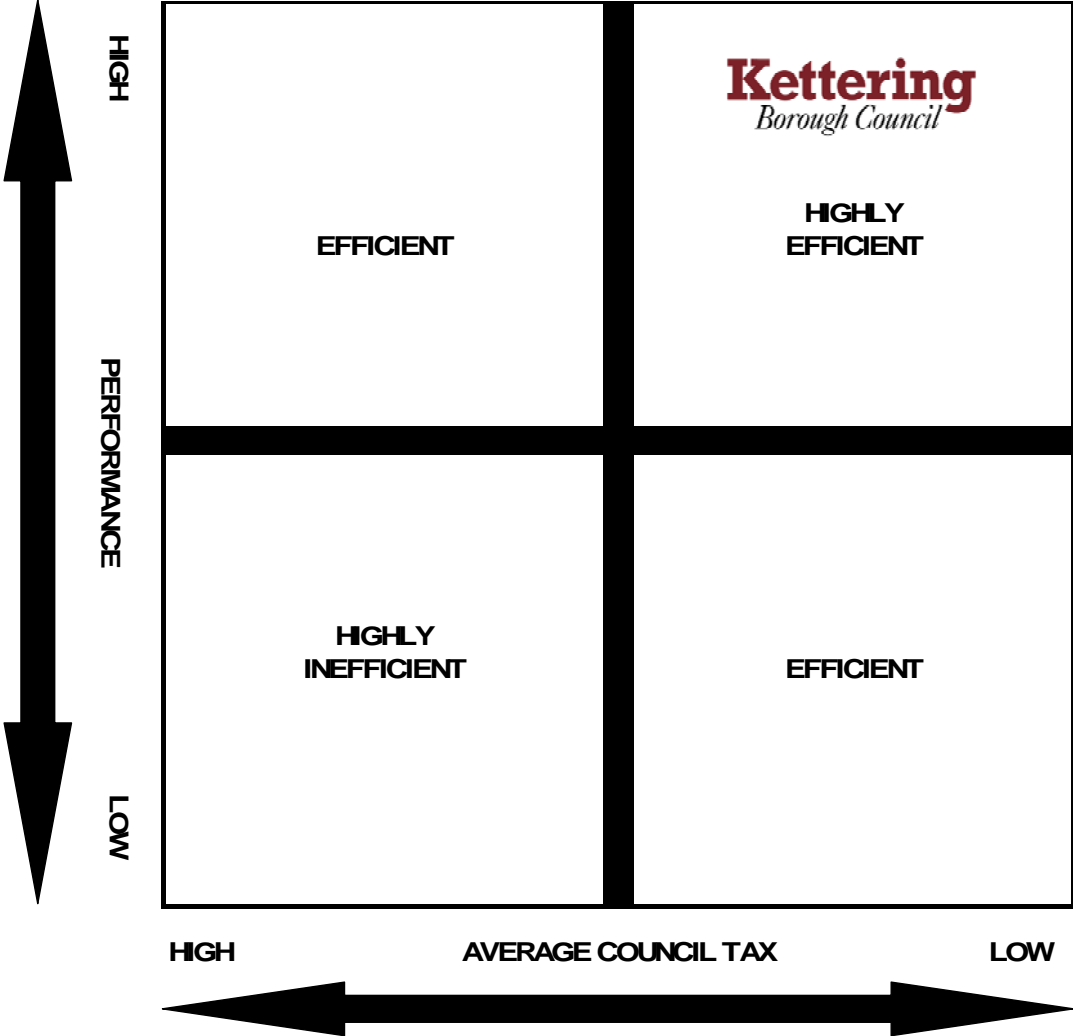 HIGH
Kettering
Borough Council
EFFICIENT
HIGHLY
EFFICIENT
PERFORMANCE
HIGHLY
INEFFICIENT
EFFICIENT
LOW
HIGH
AVERAGE COUNCIL TAX
LOW